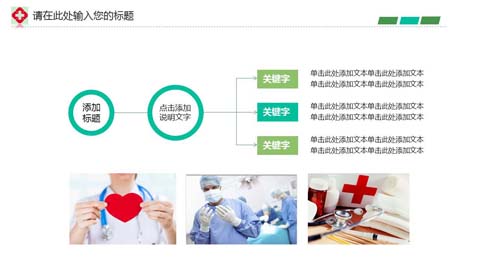 请在此处输入您的标题
添加
标题
点击添加
说明文字
关键字
单击此处添加文本单击此处添加文本
单击此处添加文本单击此处添加文本
关键字
单击此处添加文本单击此处添加文本
单击此处添加文本单击此处添加文本
关键字
单击此处添加文本单击此处添加文本
单击此处添加文本单击此处添加文本